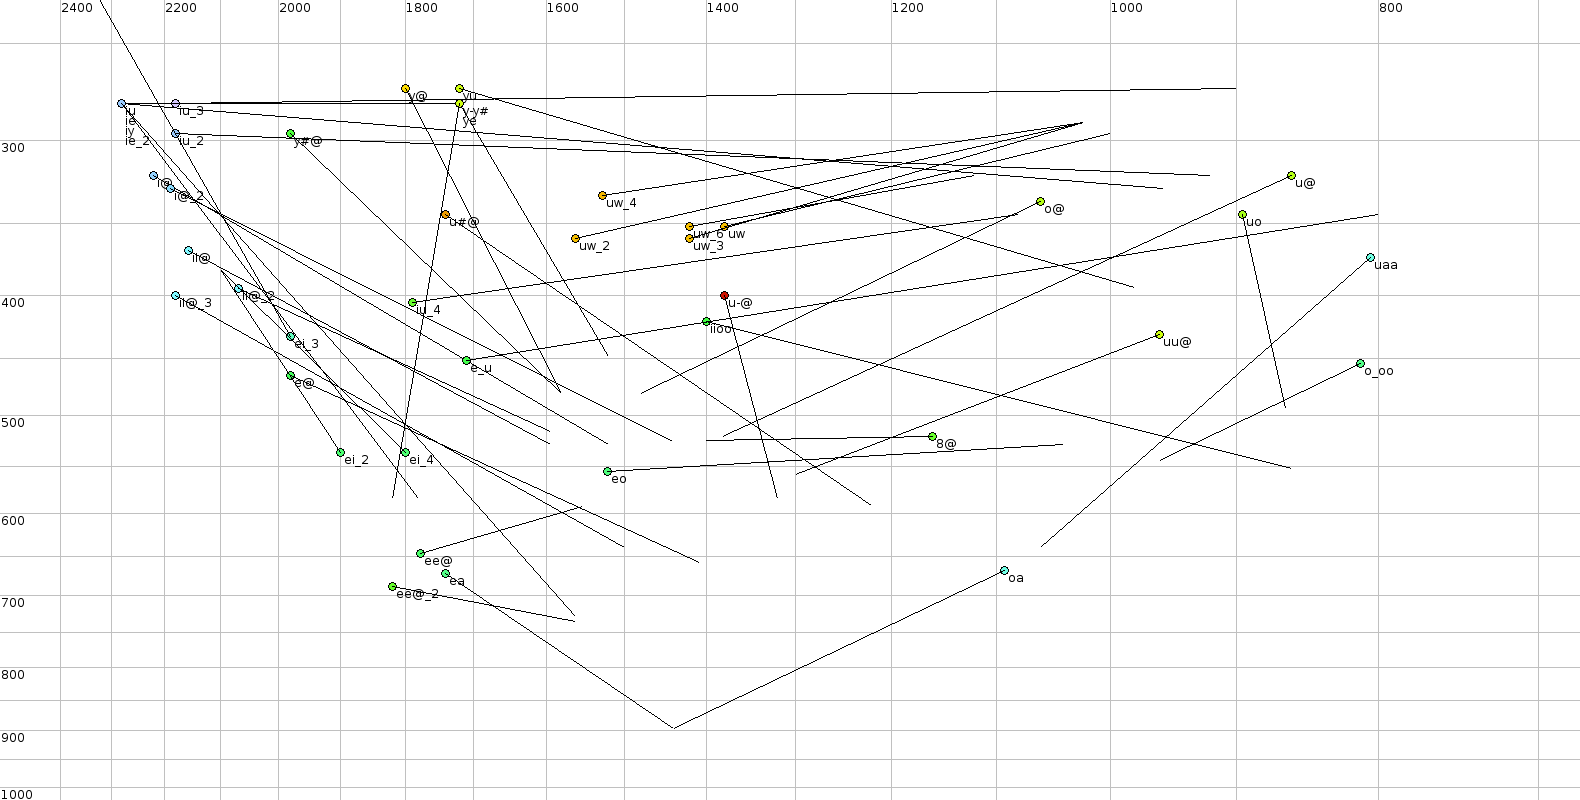 2400 2200 2000 1800 1600 1400 1200 1000 800
y@ yu
iu iu_3 y-y#
ie ye
iy
ie_2 iu_2 y#@
300
i@ u@
i@_2
uw_4 o@
u#@ uo
uw_6 uw
uw_2 uw_3
ii@ uaa
ii@_2
400 ii@_3 iu_4 u-@
iioo
ei_3 uu@
e_u o_oo
e@
500
8@
ei_2 ei_4
eo
600
ee@
ea oa
ee@_2
700
800
900
1000